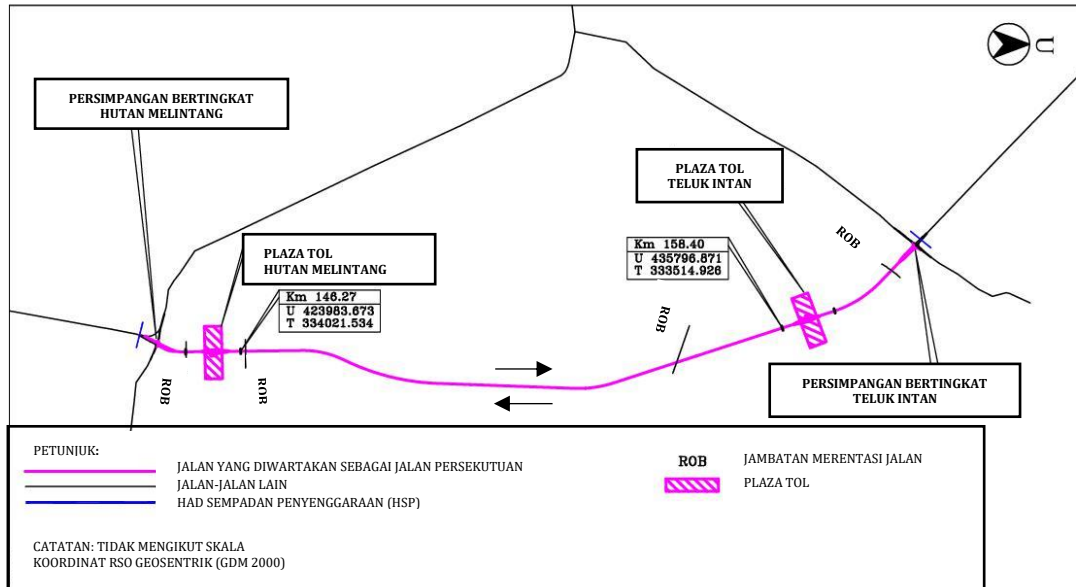 U
PERSIMPANGAN BERTINGKAT
HUTAN MELINTANG
PLAZA TOL
TELUK INTAN
ROB
PLAZA TOL
HUTAN MELINTANG
Km 158.40
U 435796.871
T 333514.926
Km 146.27
U 423983.673
T 334021.534
ROB
ROB
ROB
PERSIMPANGAN BERTINGKAT
TELUK INTAN
PETUNJUK:
JALAN YANG DIWARTAKAN SEBAGAI JALAN PERSEKUTUAN
JALAN-JALAN LAIN
HAD SEMPADAN PENYENGGARAAN (HSP)
ROB JAMBATAN MERENTASI JALAN
PLAZA TOL
CATATAN: TIDAK MENGIKUT SKALA
KOORDINAT RSO GEOSENTRIK (GDM 2000)